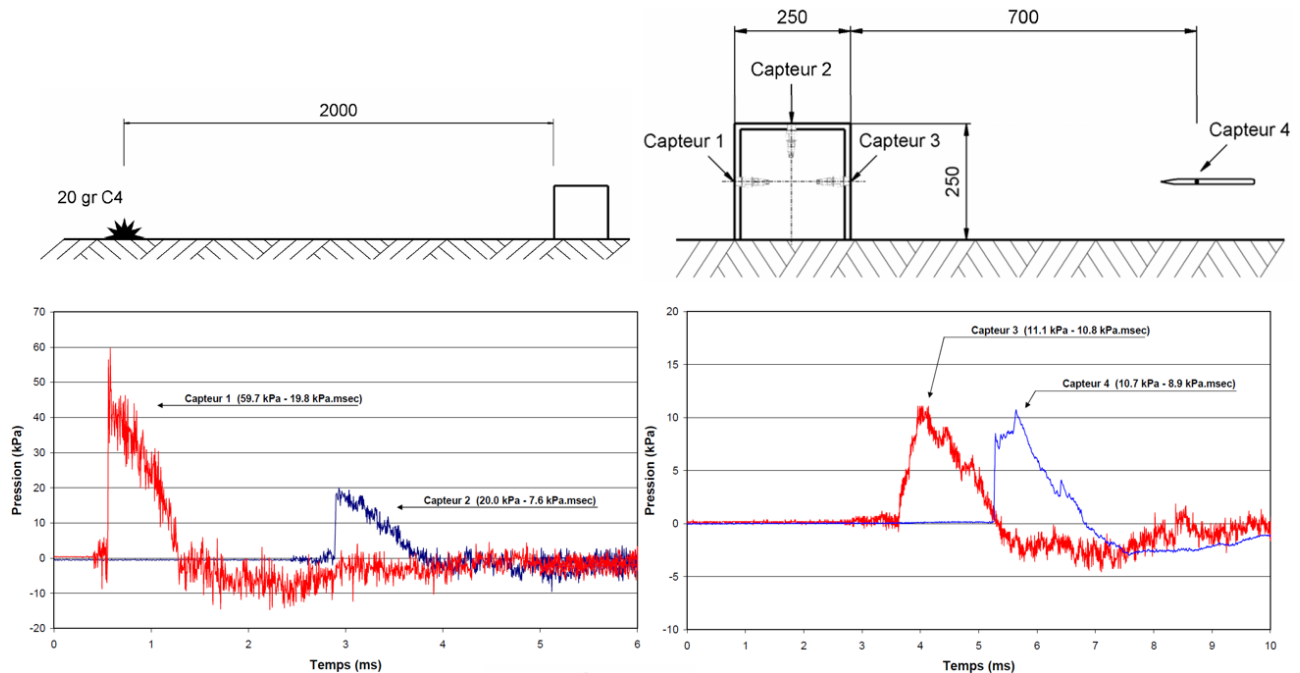 2000
20 gr C4
250
700
Capteur 2
Capteur 1
Capteur 3
Capteur 4
250
Pression (kPa)
70
60
50
40
30
20
10
0
-10
-20
Capteur 1 (59.7 kPa - 19.8 kPa.msec)
Capteur 2 (20.0 kPa - 7.6 kPa.msec)
0 1 2 3 4 5 6
Temps (ms)
Pression (kPa)
20
15
10
5
0
-5
-10
Capteur 3 (11.1 kPa - 10.8 kPa.msec)
Capteur 4 (10.7 kPa - 8.9 kPa.msec)
0 1 2 3 4 5 6 7 8 9 10
Temps (ms)